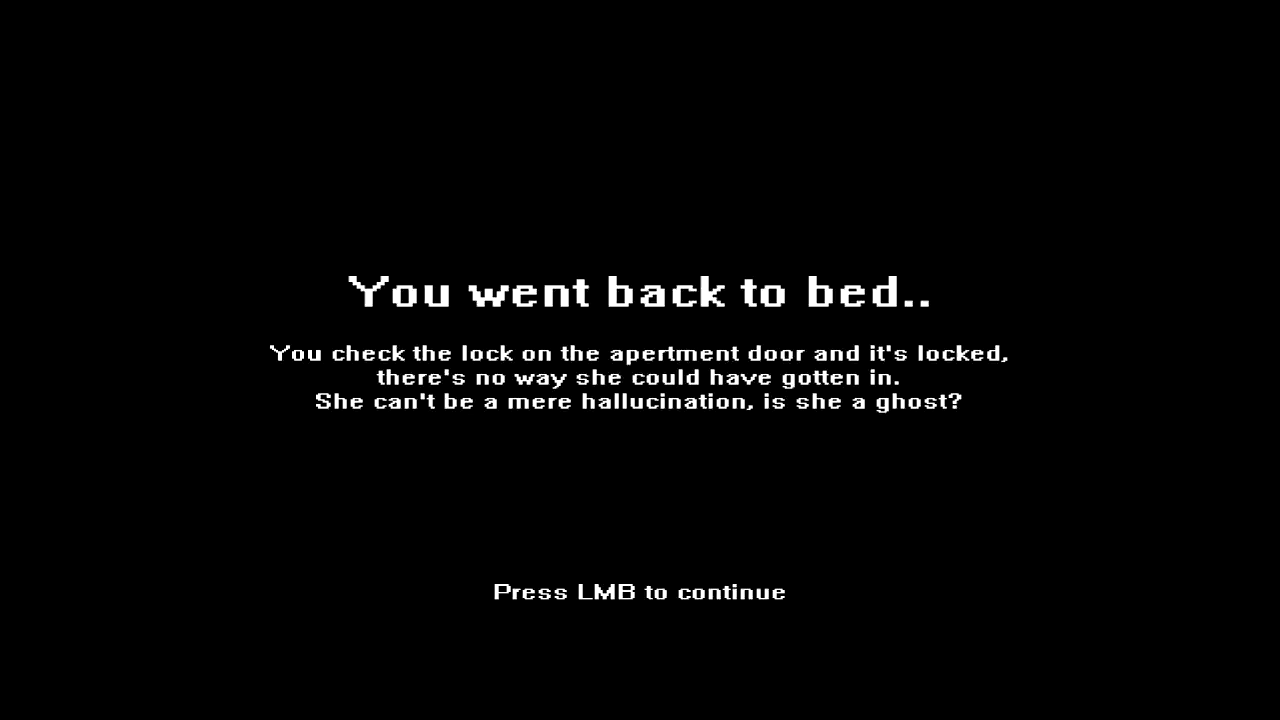 You went back to bed..
You check the lock on the apertment door and it's locked,
there's no way she could have gotten in.
She can't be a mere hallucination, is she a ghost?
Press LMB to continue